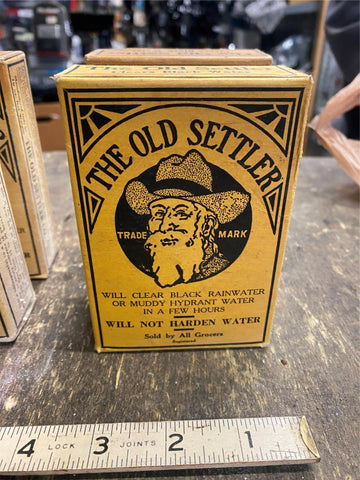 THE OLD SETTLER
TRADE MARK
WILL CLEAR BLACK RAINWATER
OR MUDDY HYDRANT WATER
IN A FEW HOURS
WILL NOT HARDEN WATER
Sold by All Grocers
Registered
4 LOCK 3 JOINTS 2 1